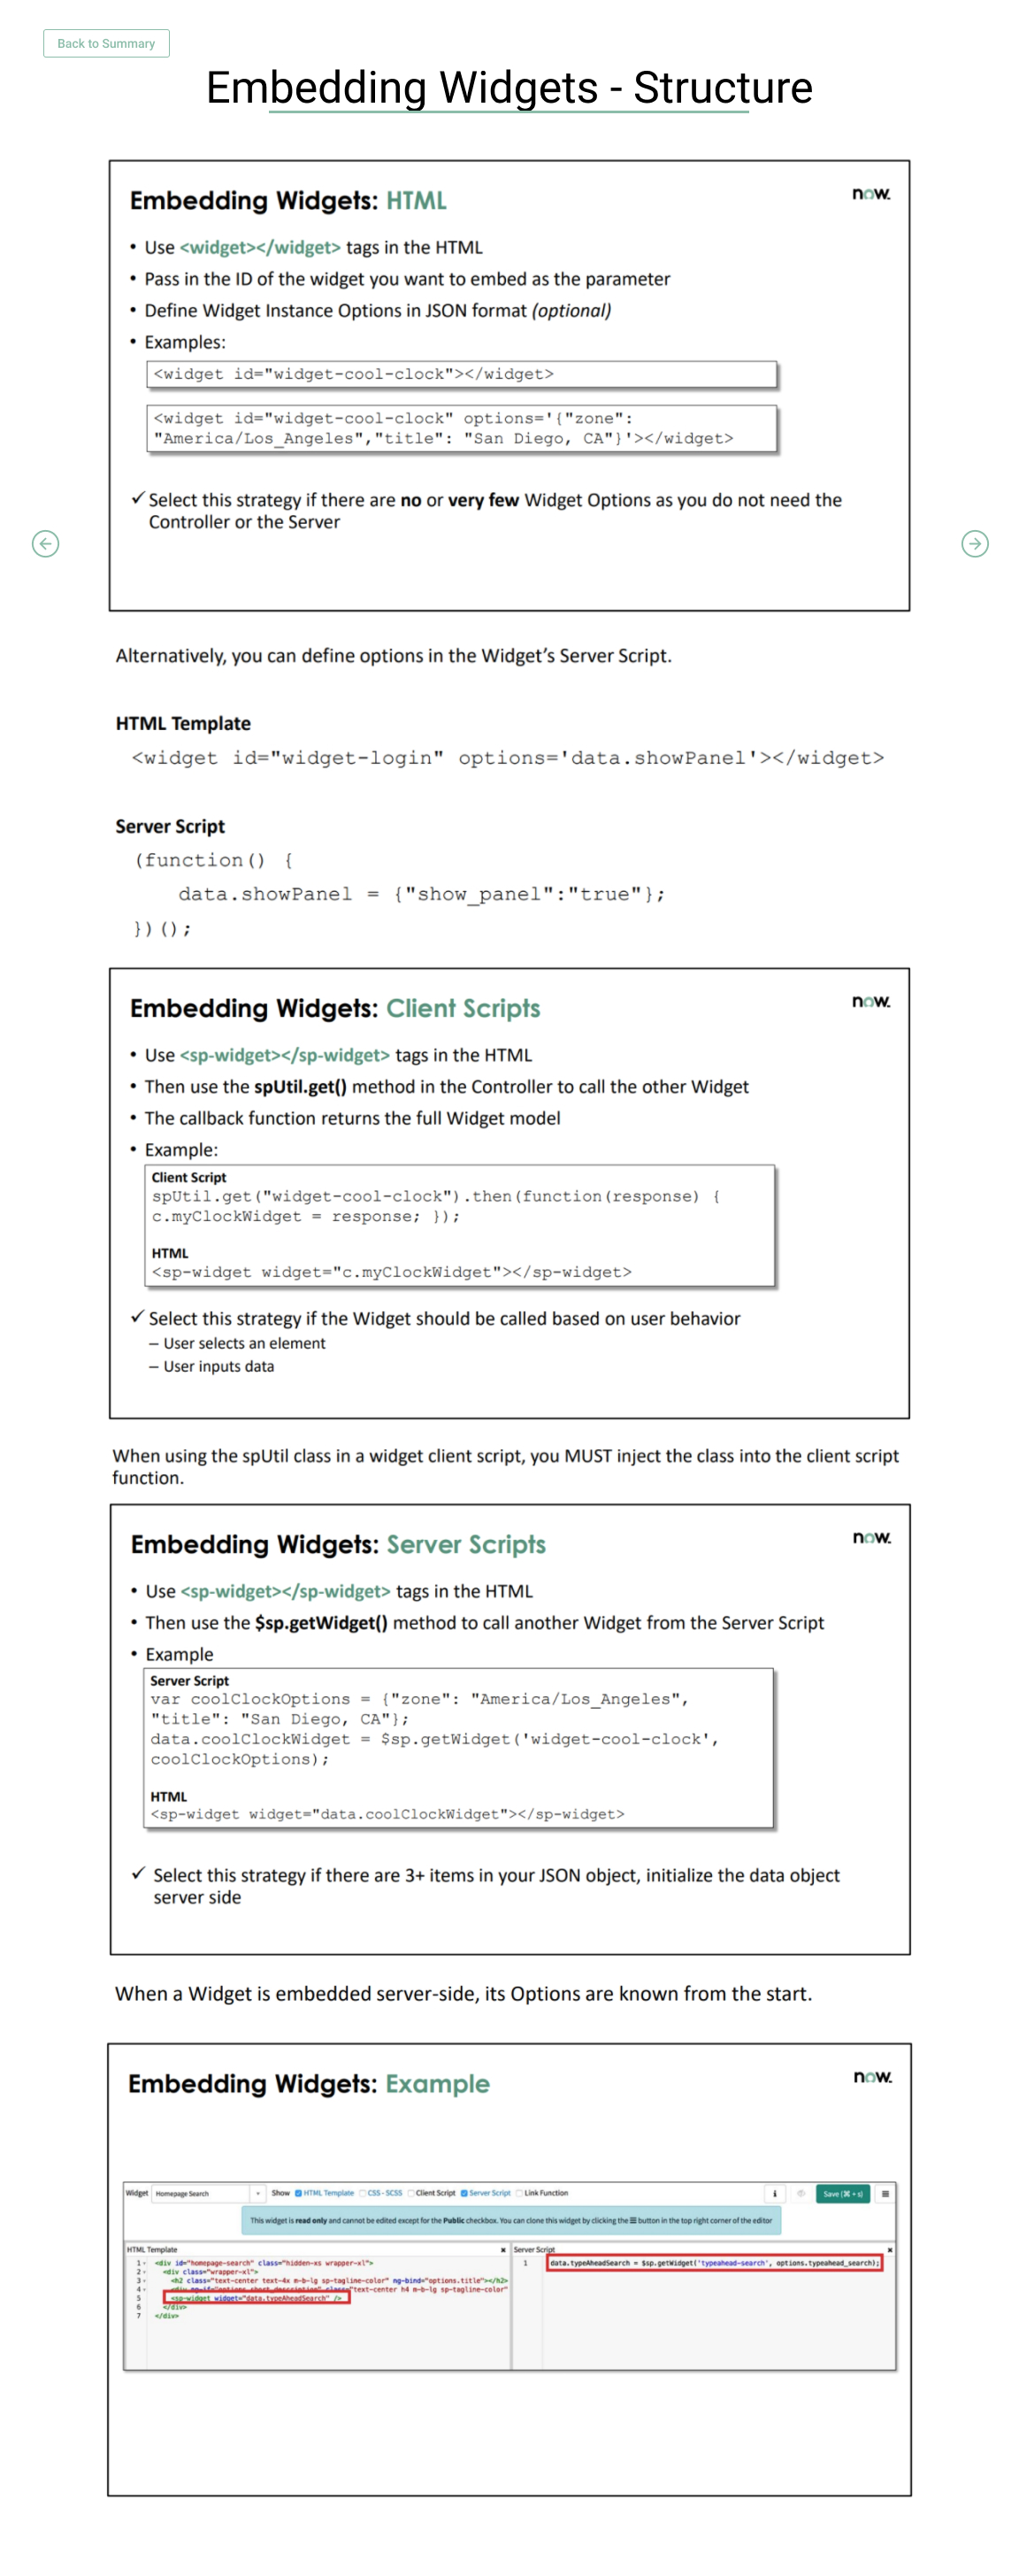 Back to Summary
Embedding Widgets - Structure
Embedding Widgets: HTML
now.
• Use <widget></widget> tags in the HTML
• Pass in the ID of the widget you want to embed as the parameter
• Define Widget Instance Options in JSON format (optional)
• Examples:
<widget id="widget-cool-clock"></widget>
<widget id="widget-cool-clock" options='{"zone":
"America/Los_Angeles","title": "San Diego, CA"}'></widget>
✓ Select this strategy if there are no or very few Widget Options as you do not need the
Controller or the Server
Alternatively, you can define options in the Widget's Server Script.
HTML Template
<widget id="widget-login" options='data.showPanel'></widget>
Server Script
(function() {
data.showPanel = {"show_panel":"true"};
})();
Embedding Widgets: Client Scripts
now.
• Use <sp-widget></sp-widget> tags in the HTML
• Then use the spUtil.get() method in the Controller to call the other Widget
• The callback function returns the full Widget model
• Example:
Client Script
spUtil.get("widget-cool-clock").then(function(response) {
c.myClockWidget = response; });
HTML
<sp-widget widget="c.myClockWidget"></sp-widget>
✓ Select this strategy if the Widget should be called based on user behavior
– User selects an element
– User inputs data
When using the spUtil class in a widget client script, you MUST inject the class into the client script
function.
Embedding Widgets: Server Scripts
now.
• Use <sp-widget></sp-widget> tags in the HTML
• Then use the $sp.getWidget() method to call another Widget from the Server Script
• Example
Server Script
var coolClockOptions = {"zone": "America/Los_Angeles",
"title": "San Diego, CA"};
data.coolClockWidget = $sp.getWidget('widget-cool-clock',
coolClockOptions);
HTML
<sp-widget widget="data.coolClockWidget"></sp-widget>
✓ Select this strategy if there are 3+ items in your JSON object, initialize the data object
server side
When a Widget is embedded server-side, its Options are known from the start.
Embedding Widgets: Example
now.
Widget Homepage Search Show HTML Template CSS - SCSS Client Script Server Script Link Function Save (⌘ + s)
This widget is read only and cannot be edited except for the Public checkbox. You can clone this widget by clicking the ☰ button in the top right corner of the editor
HTML Template
1 <div id="homepage-search" class="hidden-xs wrapper-xl">
2 <div class="wrapper-xl">
3 <h2 class="text-center text-4x m-b-lg sp-tagline-color" ng-bind="options.title"></h2>
4 <div ng-if="options.short_description" class="text-center h4 m-b-lg sp-tagline-color"
5 <sp-widget widget="data.typeAheadSearch" />
6 </div>
7 </div>
Server Script
1 data.typeAheadSearch = $sp.getWidget('typeahead-search', options.typeahead_search);